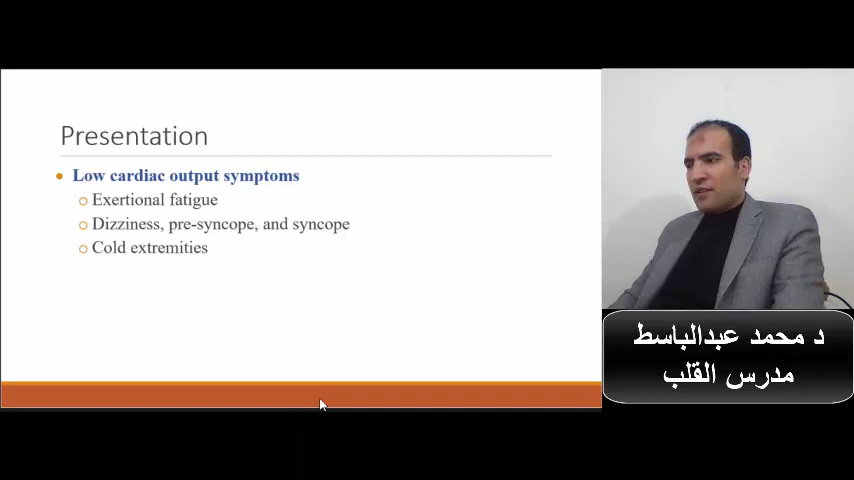 Presentation
Low cardiac output symptoms
Exertional fatigue
Dizziness, pre-syncope, and syncope
Cold extremities
د محمد عبدالباسط
مدرس القلب